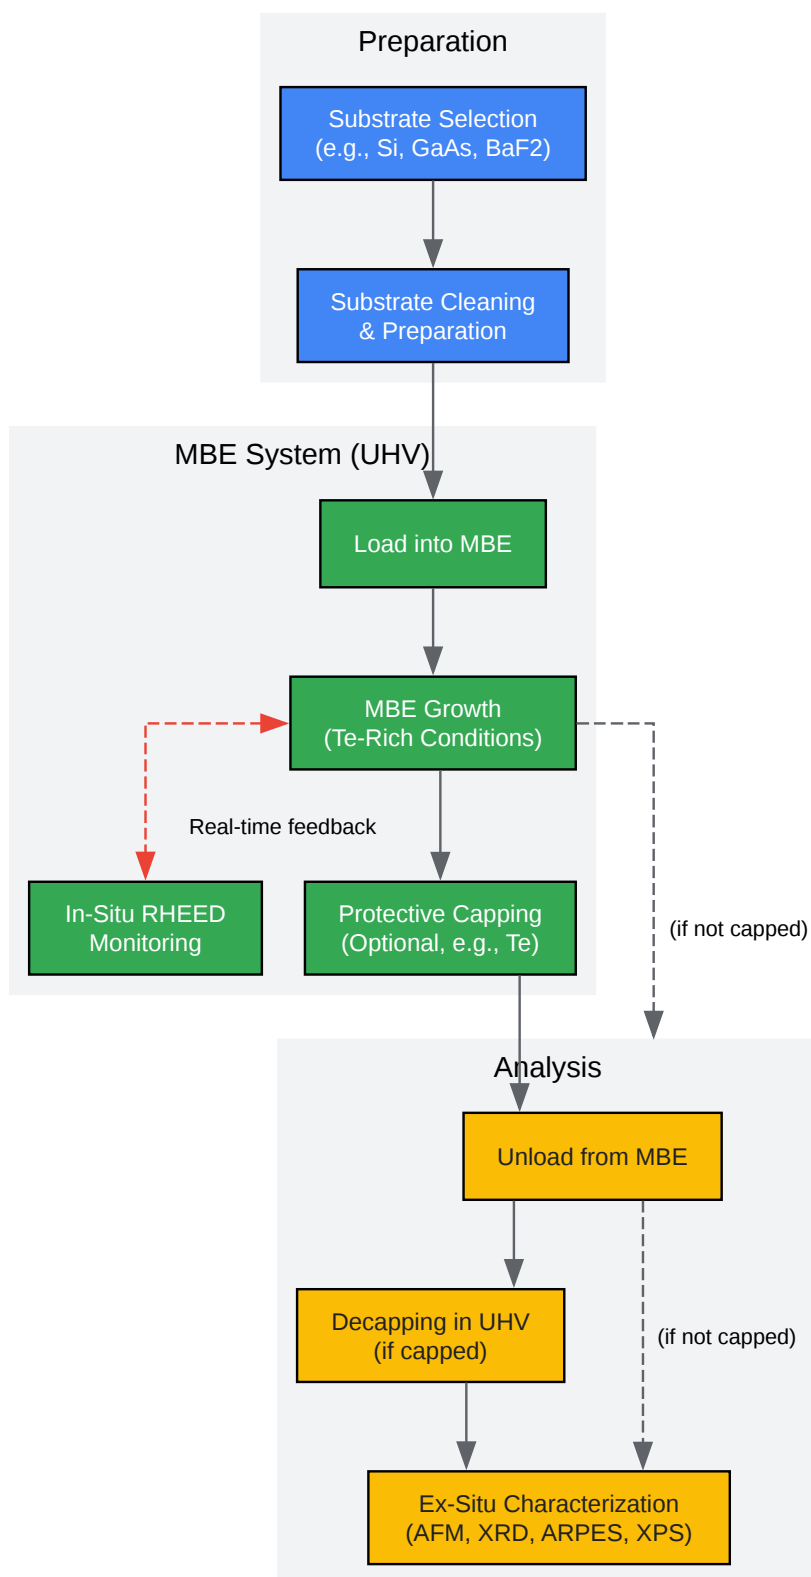 Preparation
Substrate Selection
(e.g., Si, GaAs, BaF2)
Substrate Cleaning
& Preparation
MBE System (UHV)
Load into MBE
MBE Growth
(Te-Rich Conditions)
Real-time feedback
In-Situ RHEED
Monitoring
Protective Capping
(Optional, e.g., Te)
(if not capped)
Analysis
Unload from MBE
Decapping in UHV
(if capped)
(if not capped)
Ex-Situ Characterization
(AFM, XRD, ARPES, XPS)